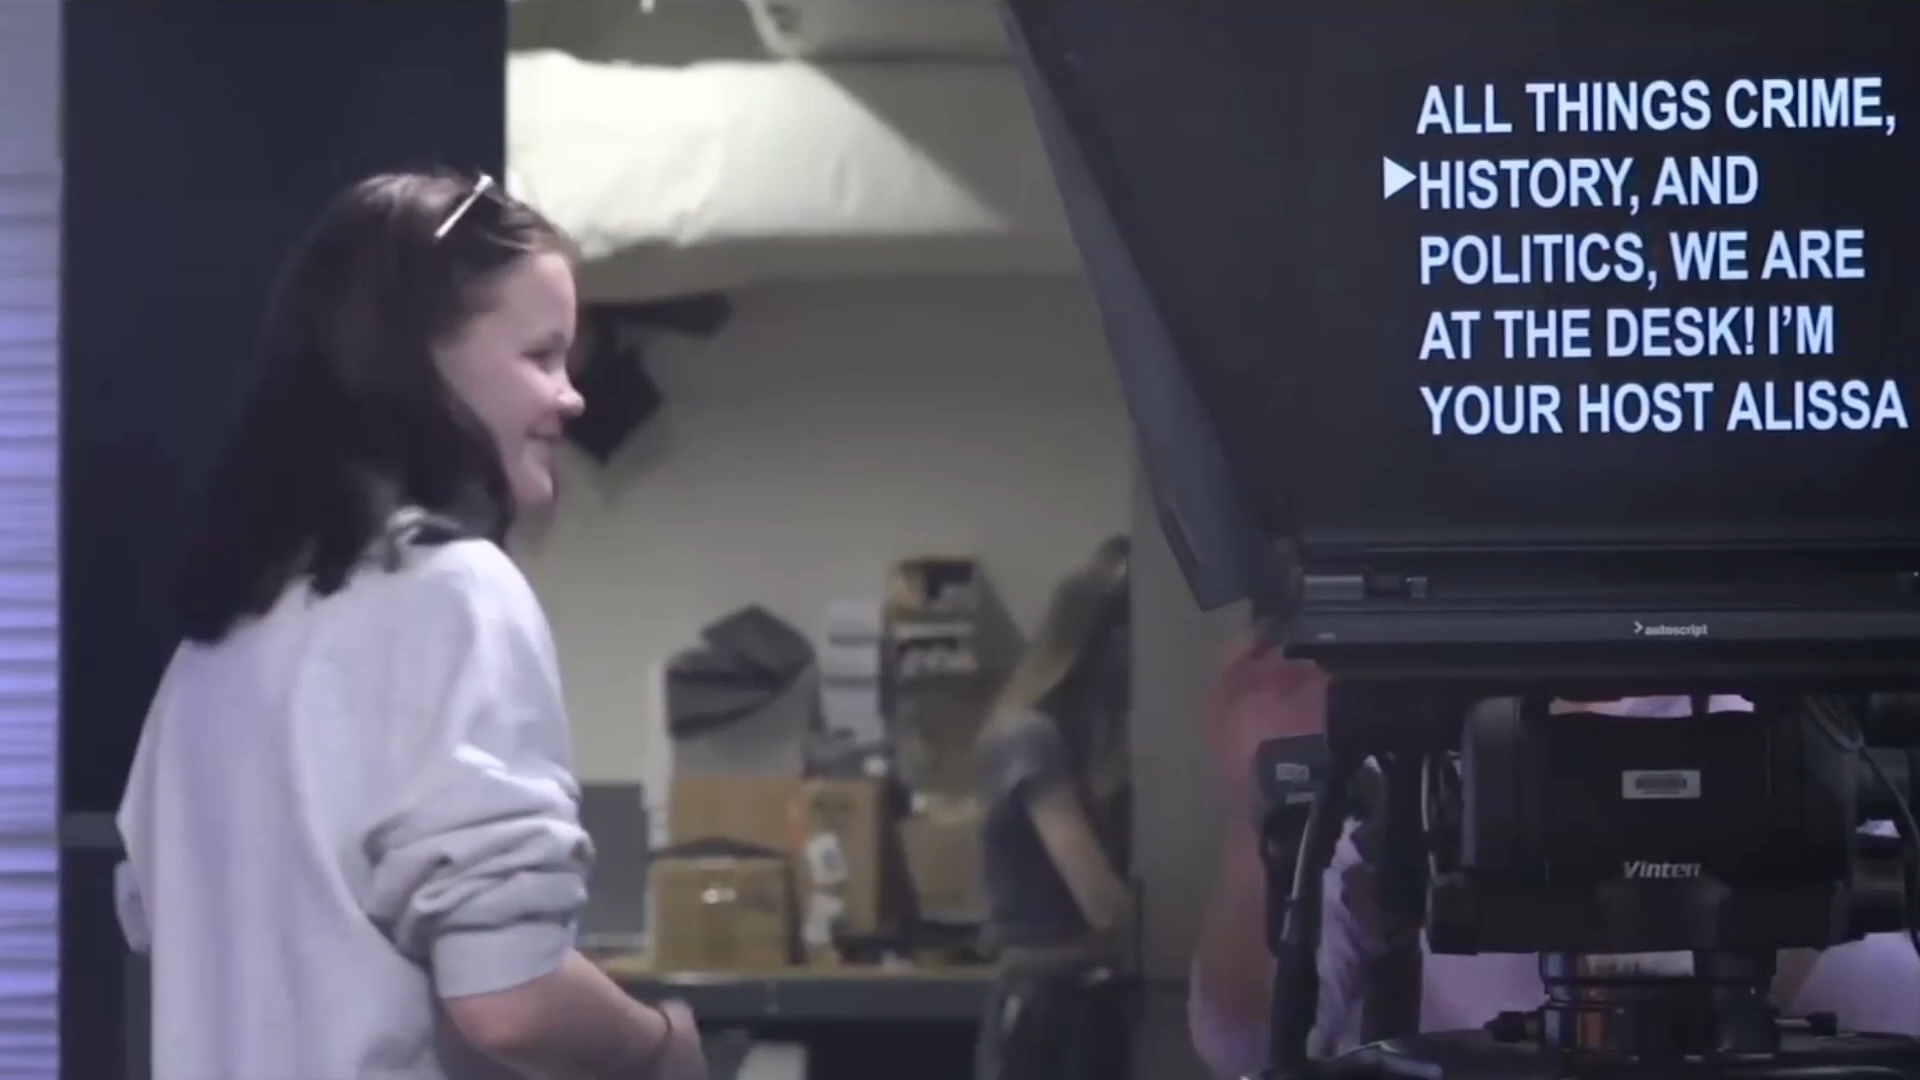 ALL THINGS CRIME,
HISTORY, AND
POLITICS, WE ARE
AT THE DESK! I'M
YOUR HOST ALISSA
autoscript
Vinten